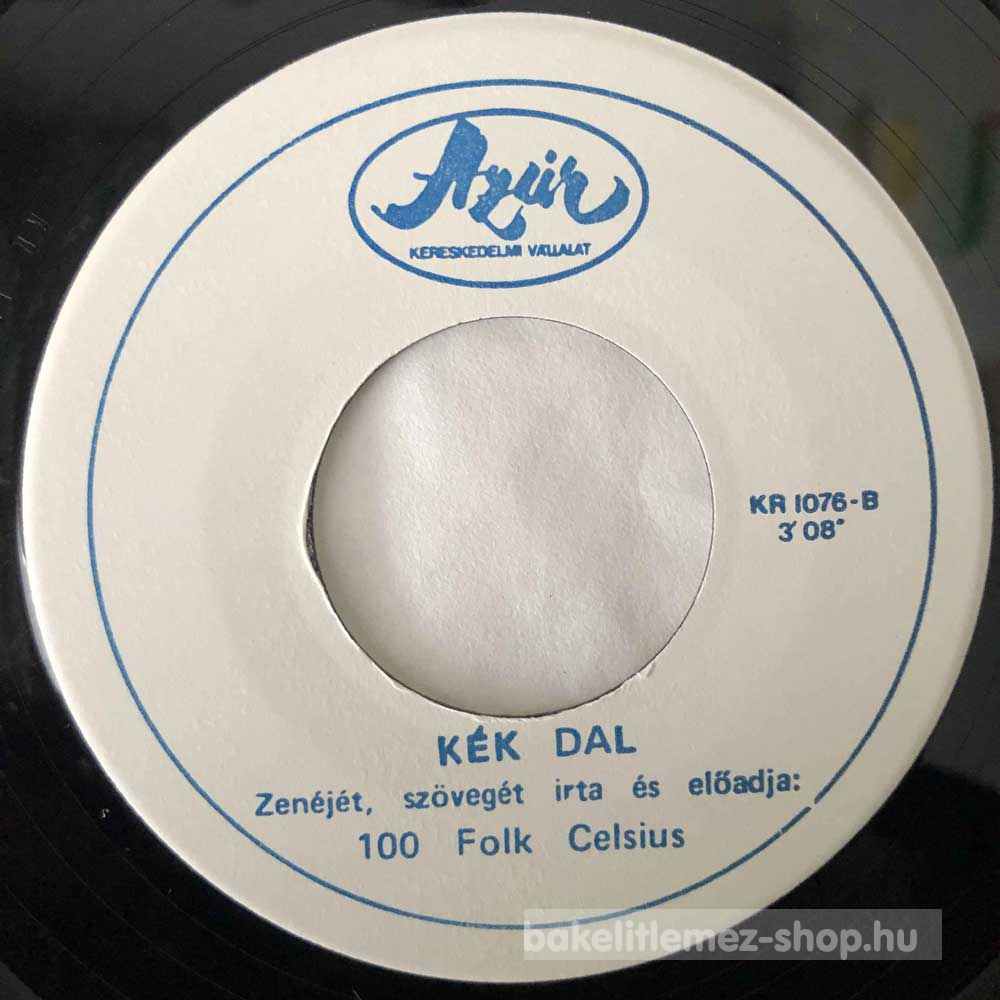 Azúr
KERESKEDELMI VÁLLALAT
KR 1076-B
3' 08"
KÉK DAL
Zenéjét, szövegét irta és előadja:
100 Folk Celsius
bakelitlemez-shop.hu